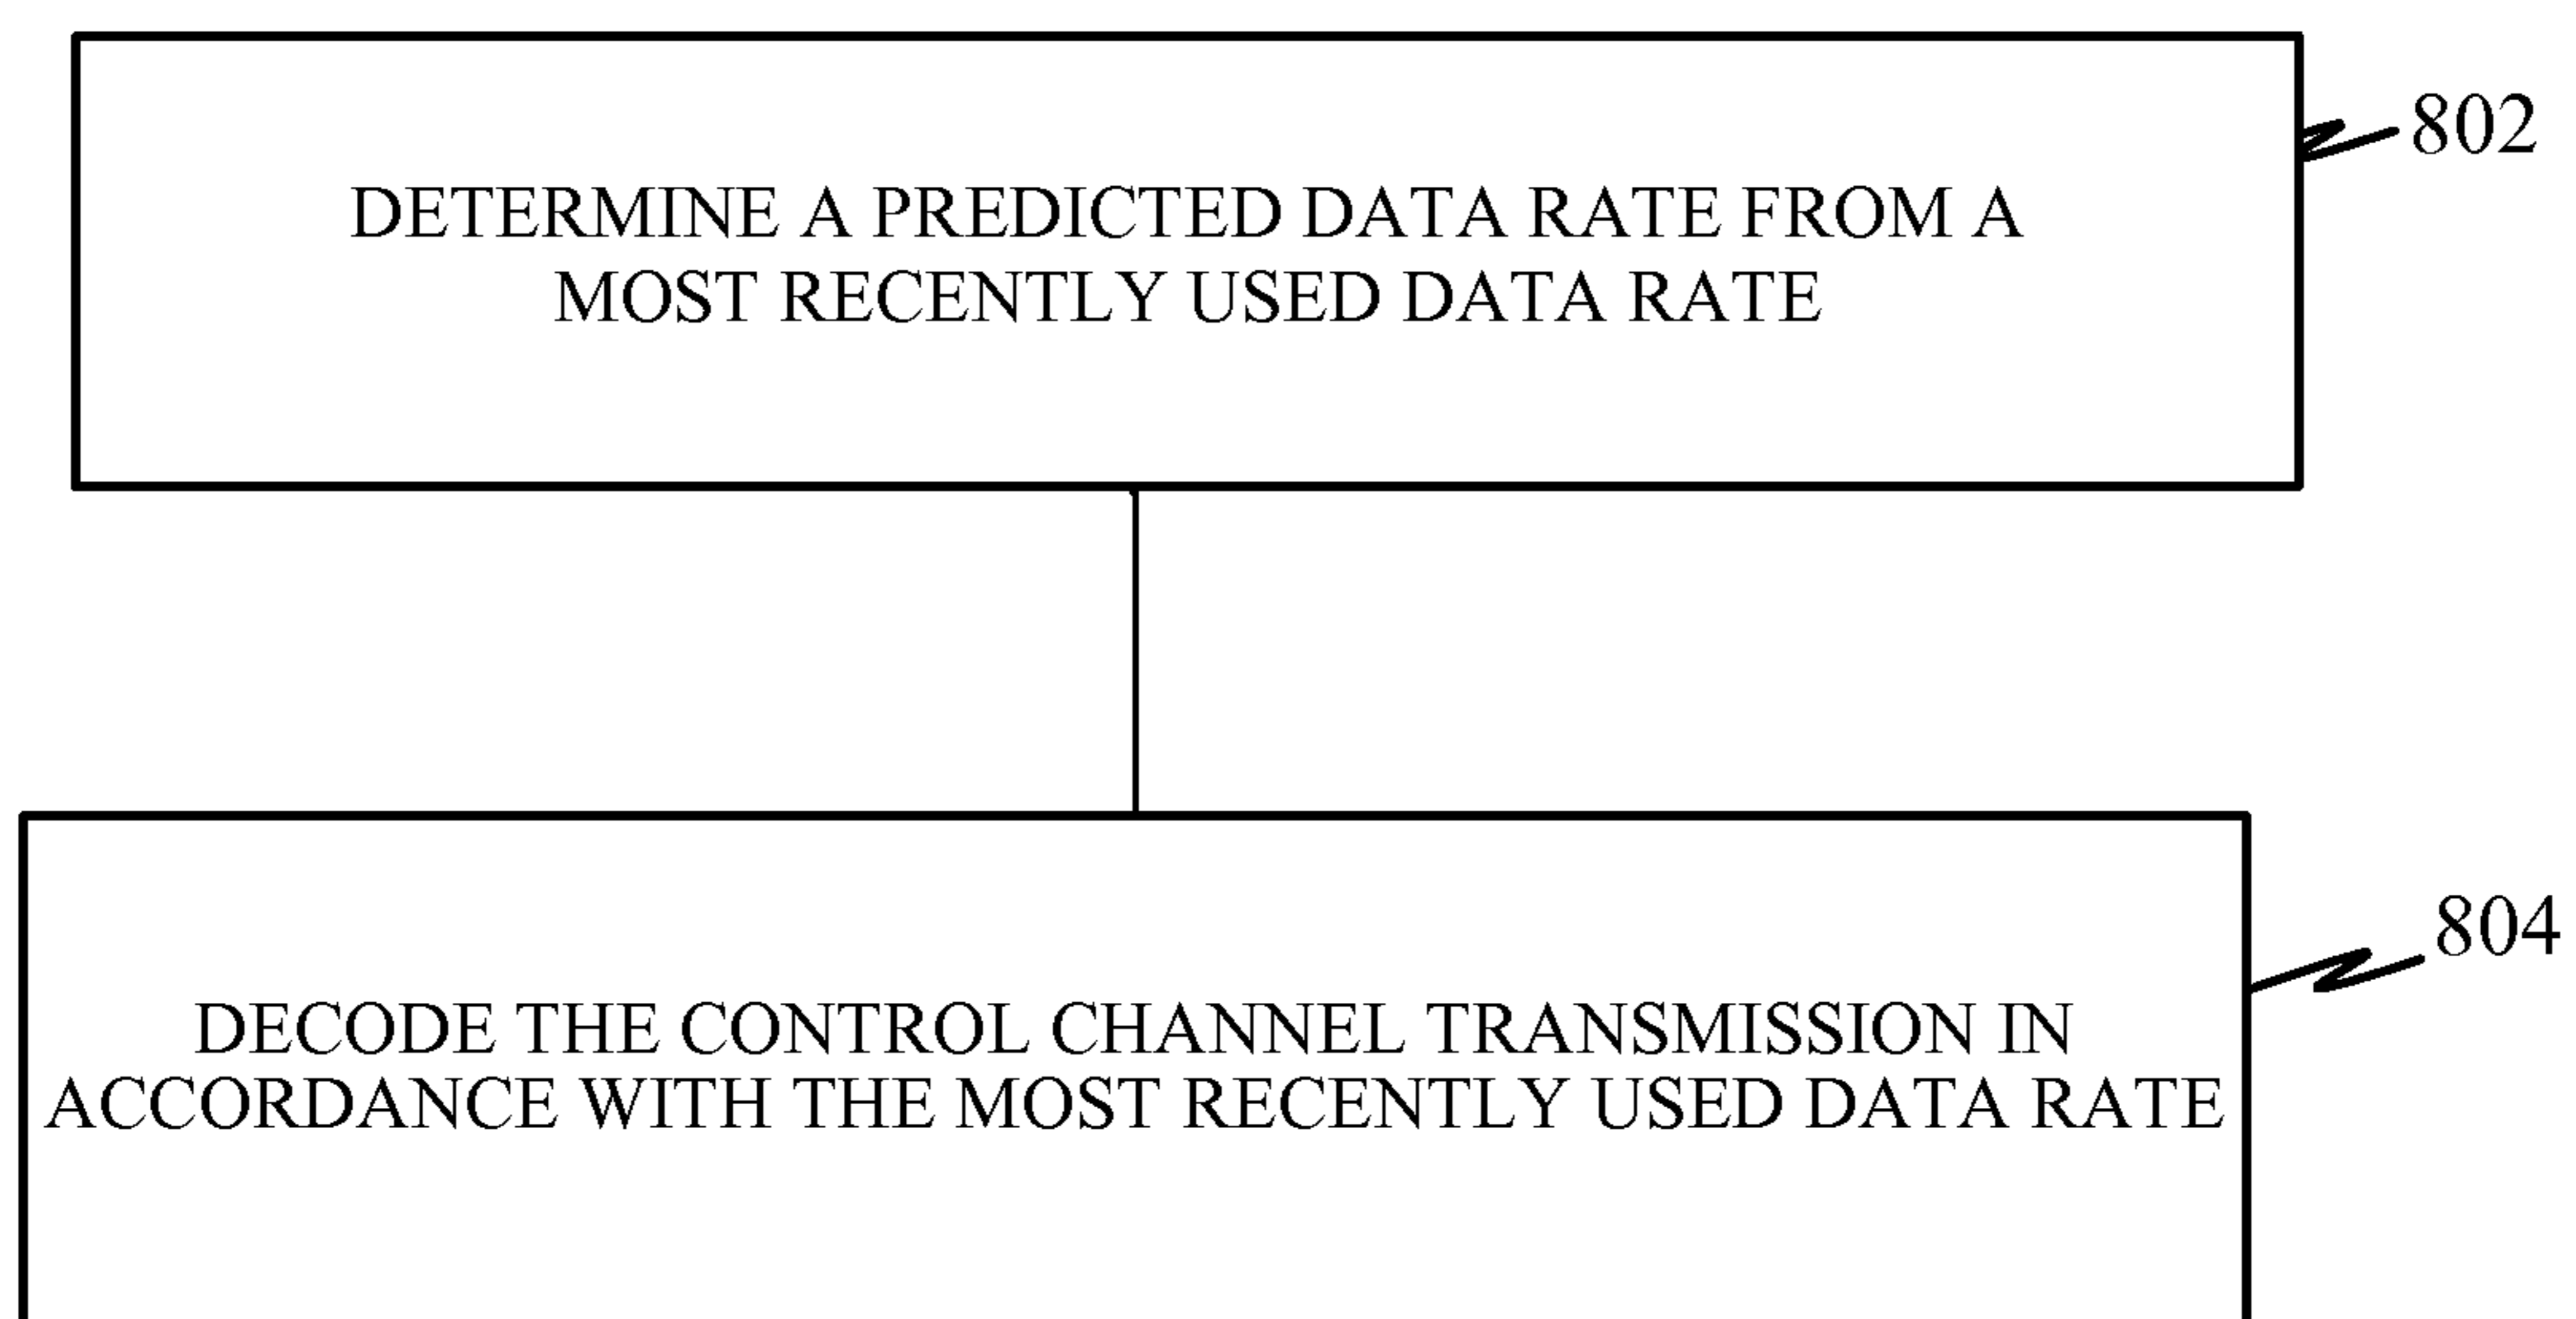 802
DETERMINE A PREDICTED DATA RATE FROM A
MOST RECENTLY USED DATA RATE
804
DECODE THE CONTROL CHANNEL TRANSMISSION IN
ACCORDANCE WITH THE MOST RECENTLY USED DATA RATE